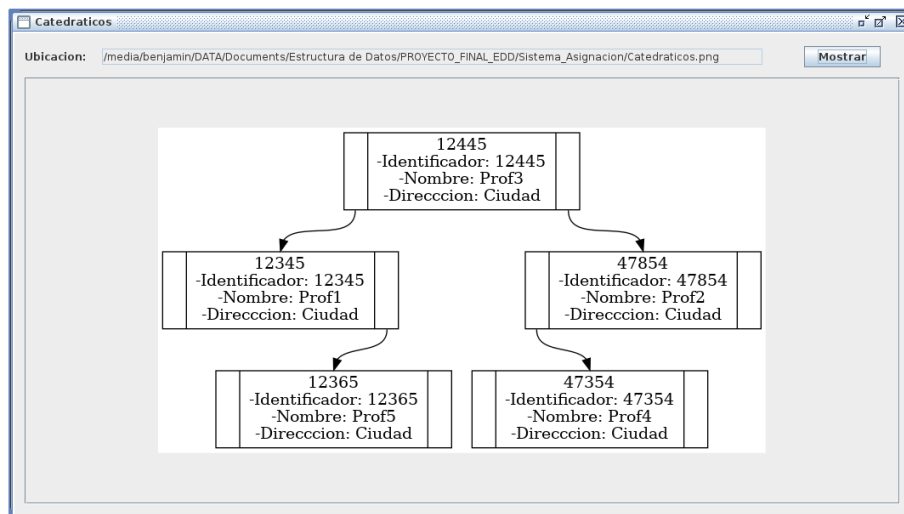 Catedraticos
Ubicacion: /media/benjamin/DATA/Documents/Estructura de Datos/PROYECTO_FINAL_EDD/Sistema_Asignacion/Catedraticos.png Mostrar
12445
-Identificador: 12445
-Nombre: Prof3
-Direcccion: Ciudad
12345
-Identificador: 12345
-Nombre: Prof1
-Direcccion: Ciudad
47854
-Identificador: 47854
-Nombre: Prof2
-Direcccion: Ciudad
12365
-Identificador: 12365
-Nombre: Prof5
-Direcccion: Ciudad
47354
-Identificador: 47354
-Nombre: Prof4
-Direcccion: Ciudad